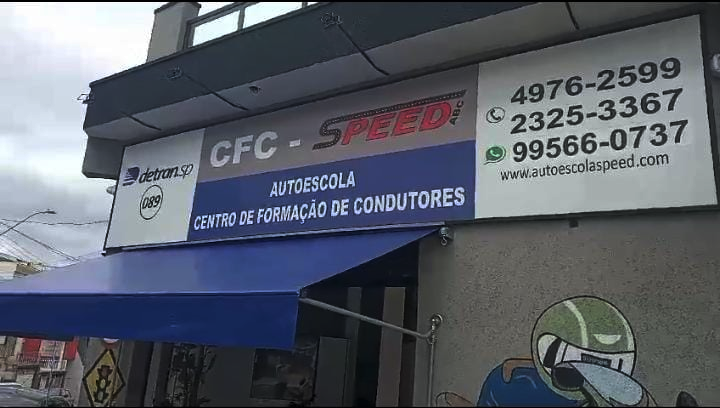 detran.sp
089
CFC - SPEED ABC
AUTOESCOLA
CENTRO DE FORMAÇÃO DE CONDUTORES
4976-2599
2325-3367
99566-0737
www.autoescolaspeed.com